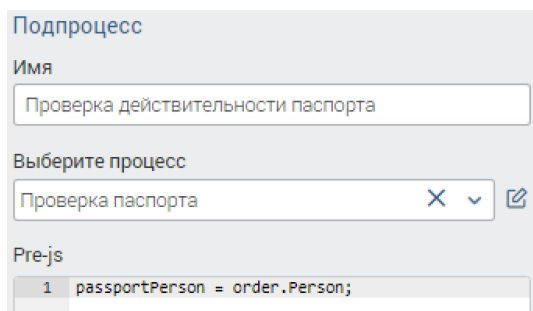 Подпроцесс
Имя
Проверка действительности паспорта
Выберите процесс
Проверка паспорта
Pre-js
1 passportPerson = order.Person;